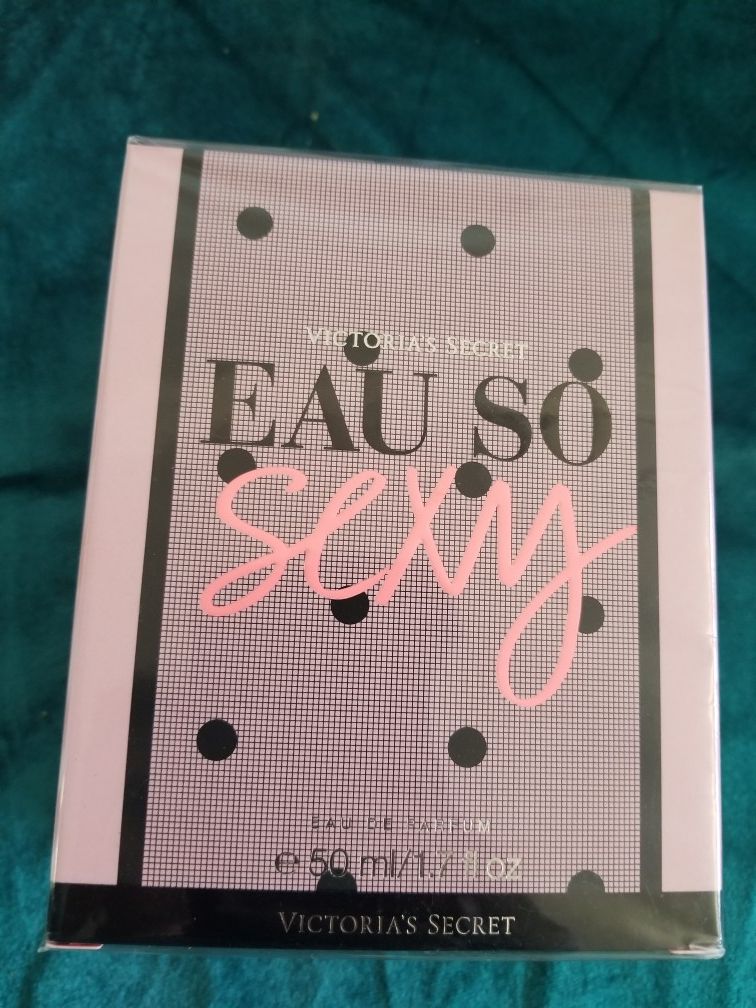 VICTORIA'S SECRET
EAU SO
sexy
EAU DE PARFUM
℮ 50 ml/1.7 fl oz
VICTORIA'S SECRET